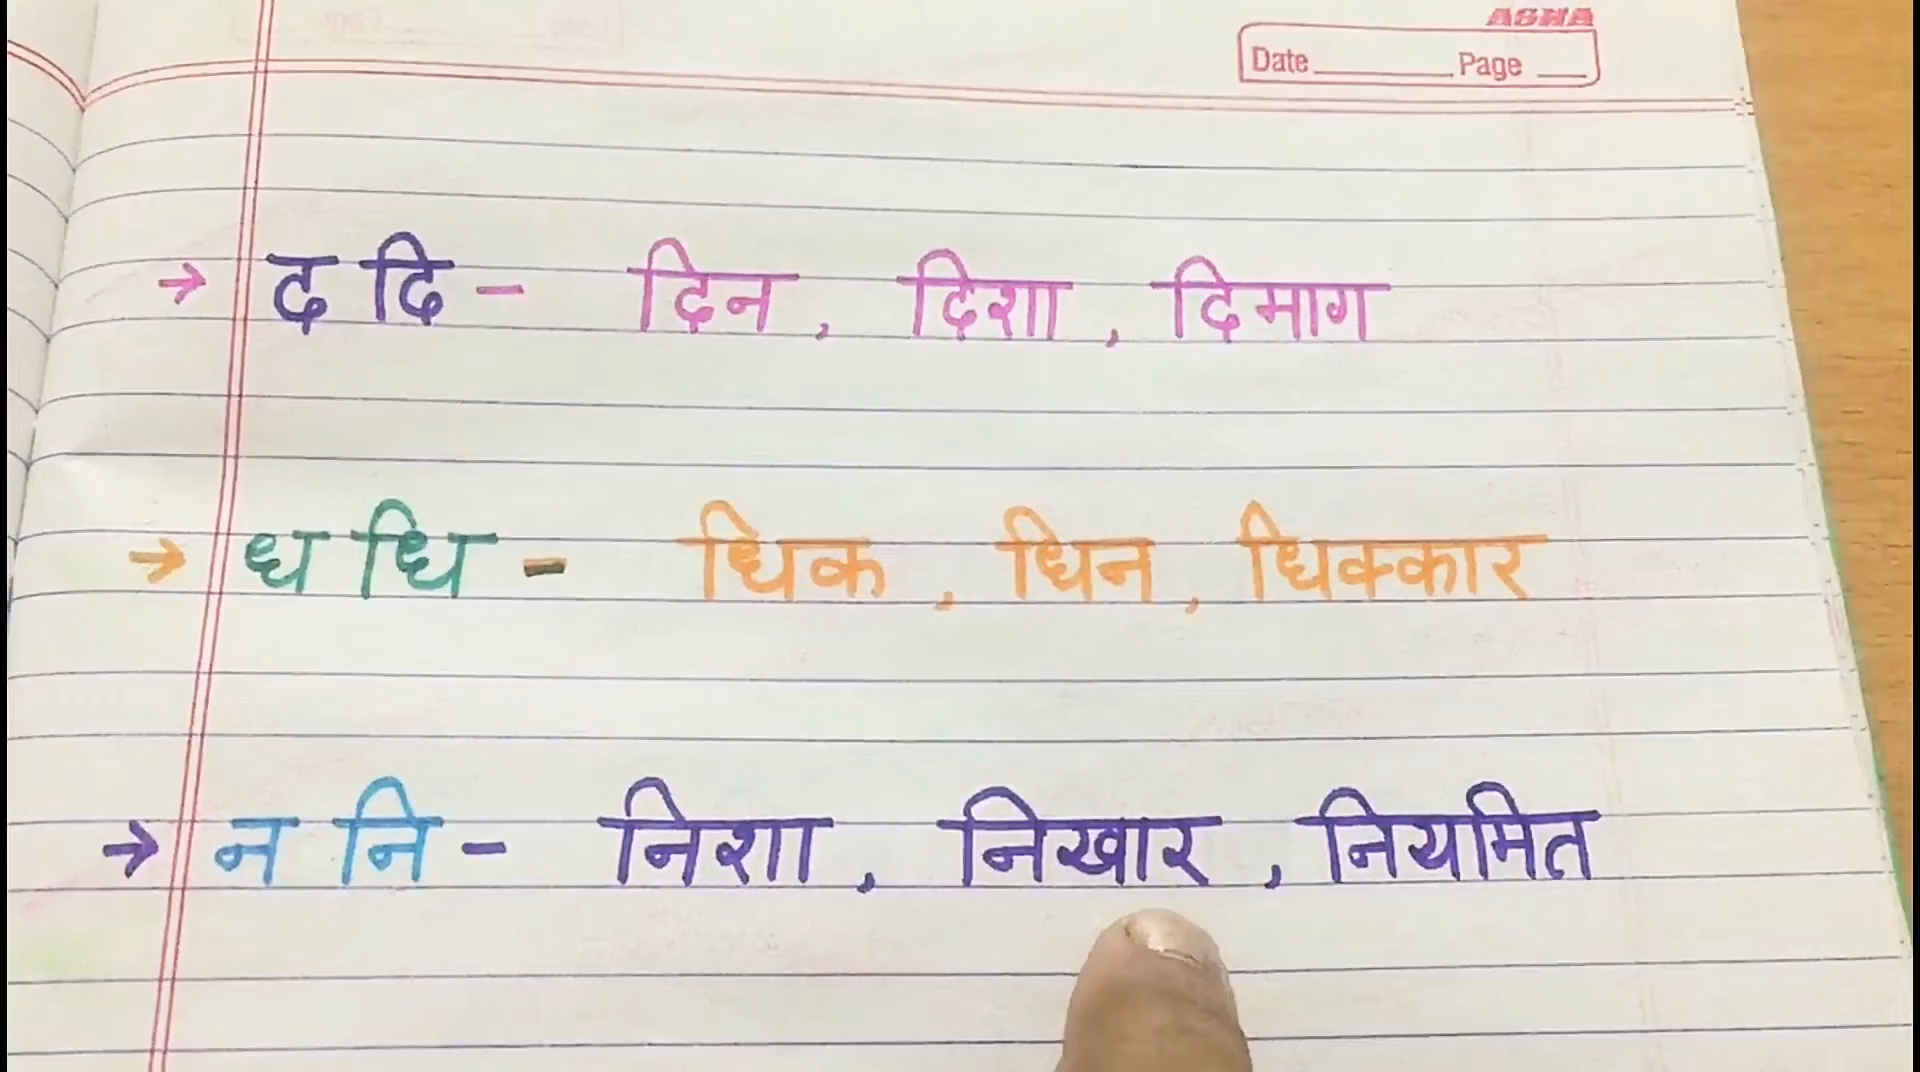 ASHA
Date Page
→ द दि - दिन, दिशा, दिमाग
→ ध धि - धिक, धिन, धिक्कार
→ न नि - निशा, निखार, नियमित